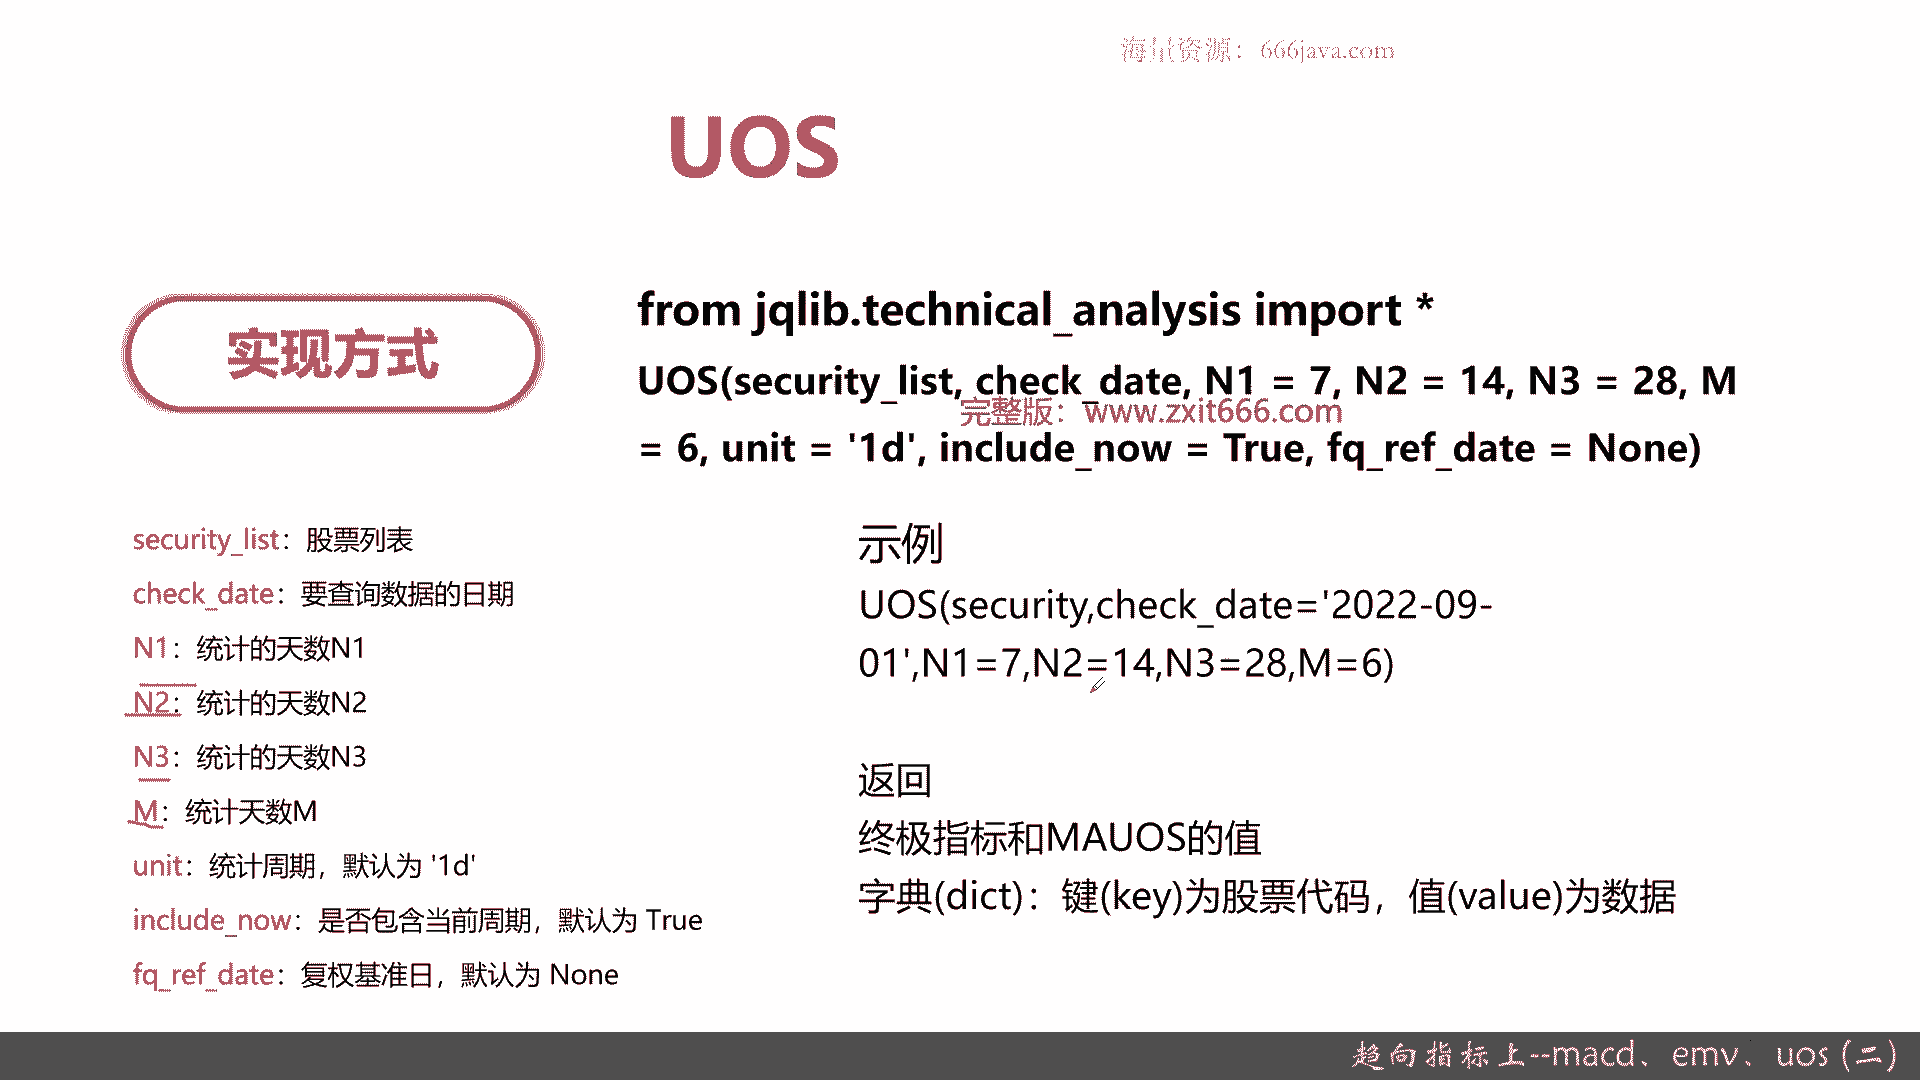 海量资源：666java.com
UOS
实现方式
from jqlib.technical_analysis import *
UOS(security_list, check_date, N1 = 7, N2 = 14, N3 = 28, M
完整版：www.zxit666.com
= 6, unit = '1d', include_now = True, fq_ref_date = None)
security_list：股票列表
check_date：要查询数据的日期
N1：统计的天数N1
N2：统计的天数N2
N3：统计的天数N3
M：统计天数M
unit：统计周期，默认为 '1d'
include_now：是否包含当前周期，默认为 True
fq_ref_date：复权基准日，默认为 None
示例
UOS(security,check_date='2022-09-
01',N1=7,N2=14,N3=28,M=6)
返回
终极指标和MAUOS的值
字典(dict)：键(key)为股票代码，值(value)为数据
趋向指标上--macd、emv、uos (二)